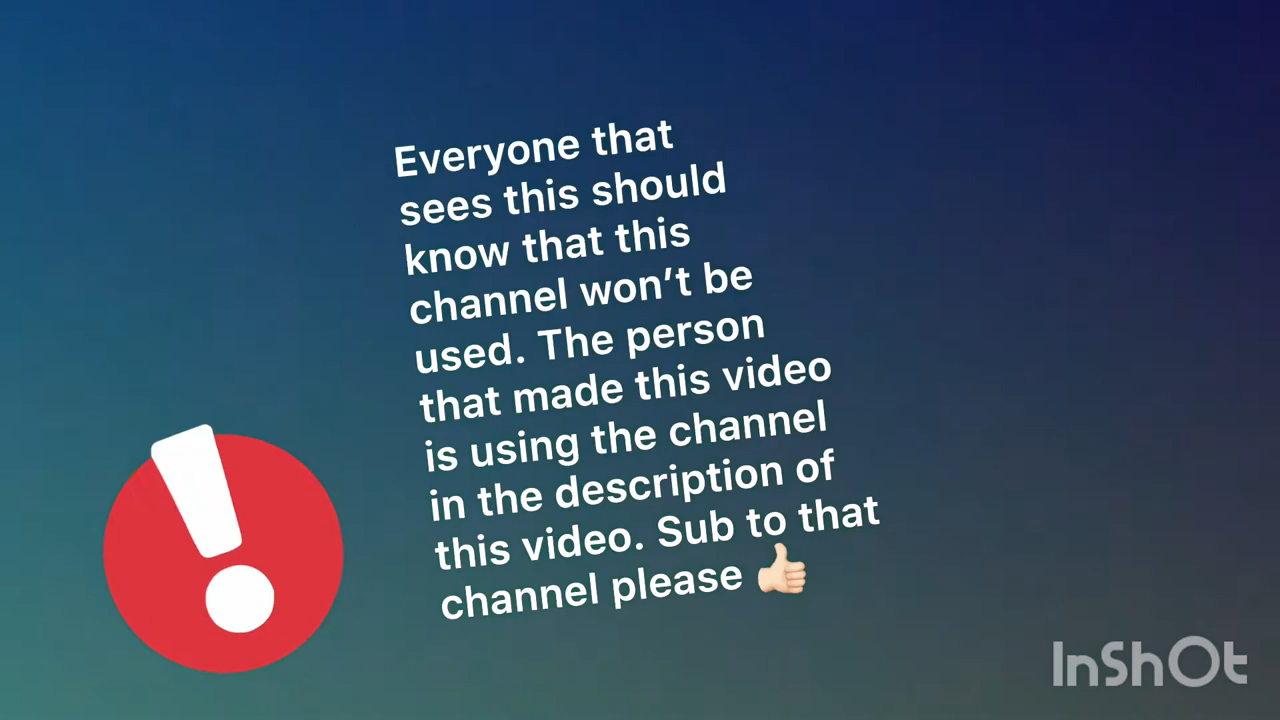 Everyone that
sees this should
know that this
channel won’t be
used. The person
that made this video
is using the channel
in the description of
this video. Sub to that
channel please 👍🏻
InShOt